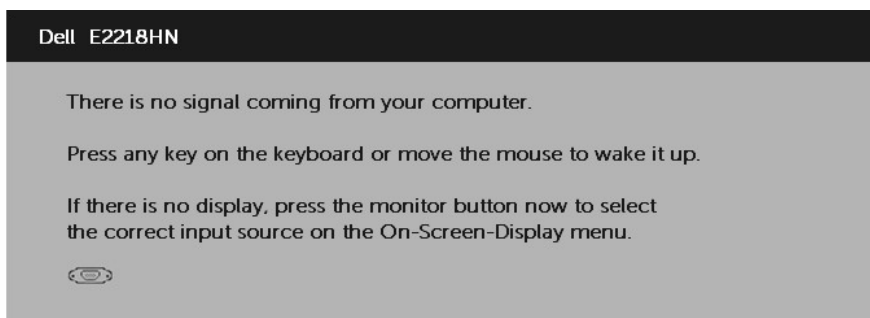 Dell E2218HN
There is no signal coming from your computer.
Press any key on the keyboard or move the mouse to wake it up.
If there is no display, press the monitor button now to select
the correct input source on the On-Screen-Display menu.